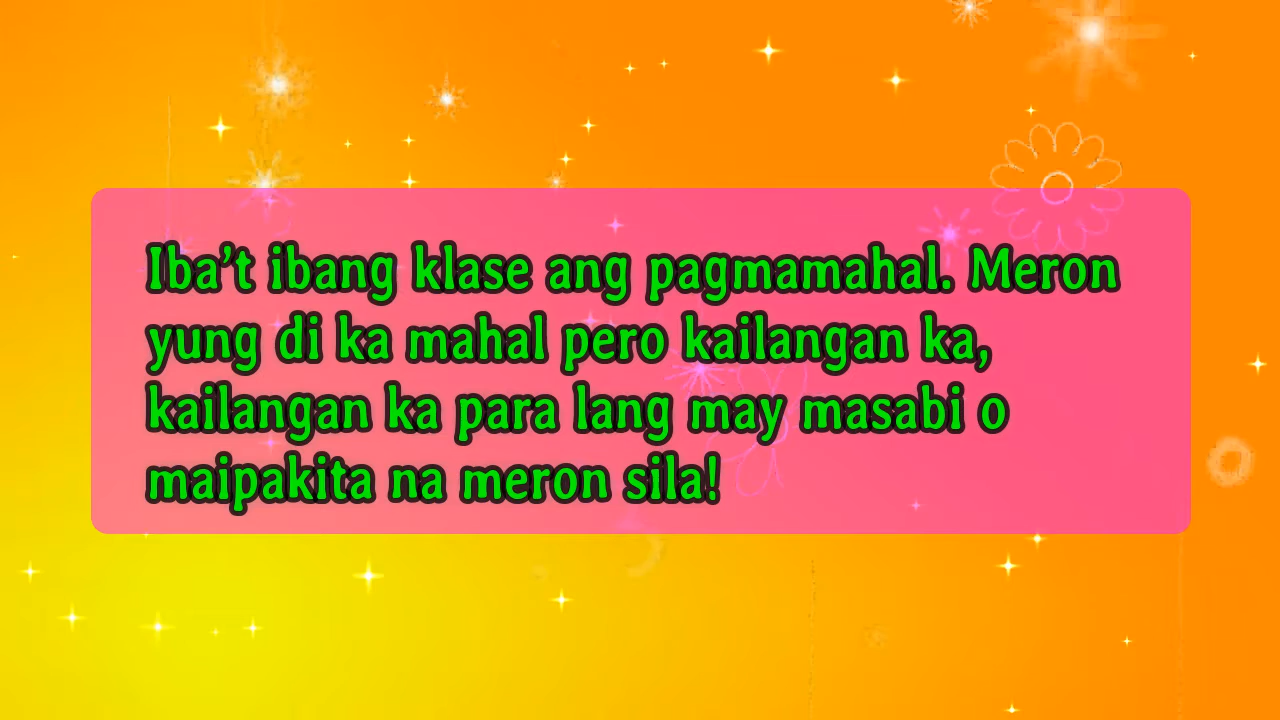 Iba’t ibang klase ang pagmamahal. Meron
yung di ka mahal pero kailangan ka,
kailangan ka para lang may masabi o
maipakita na meron sila!